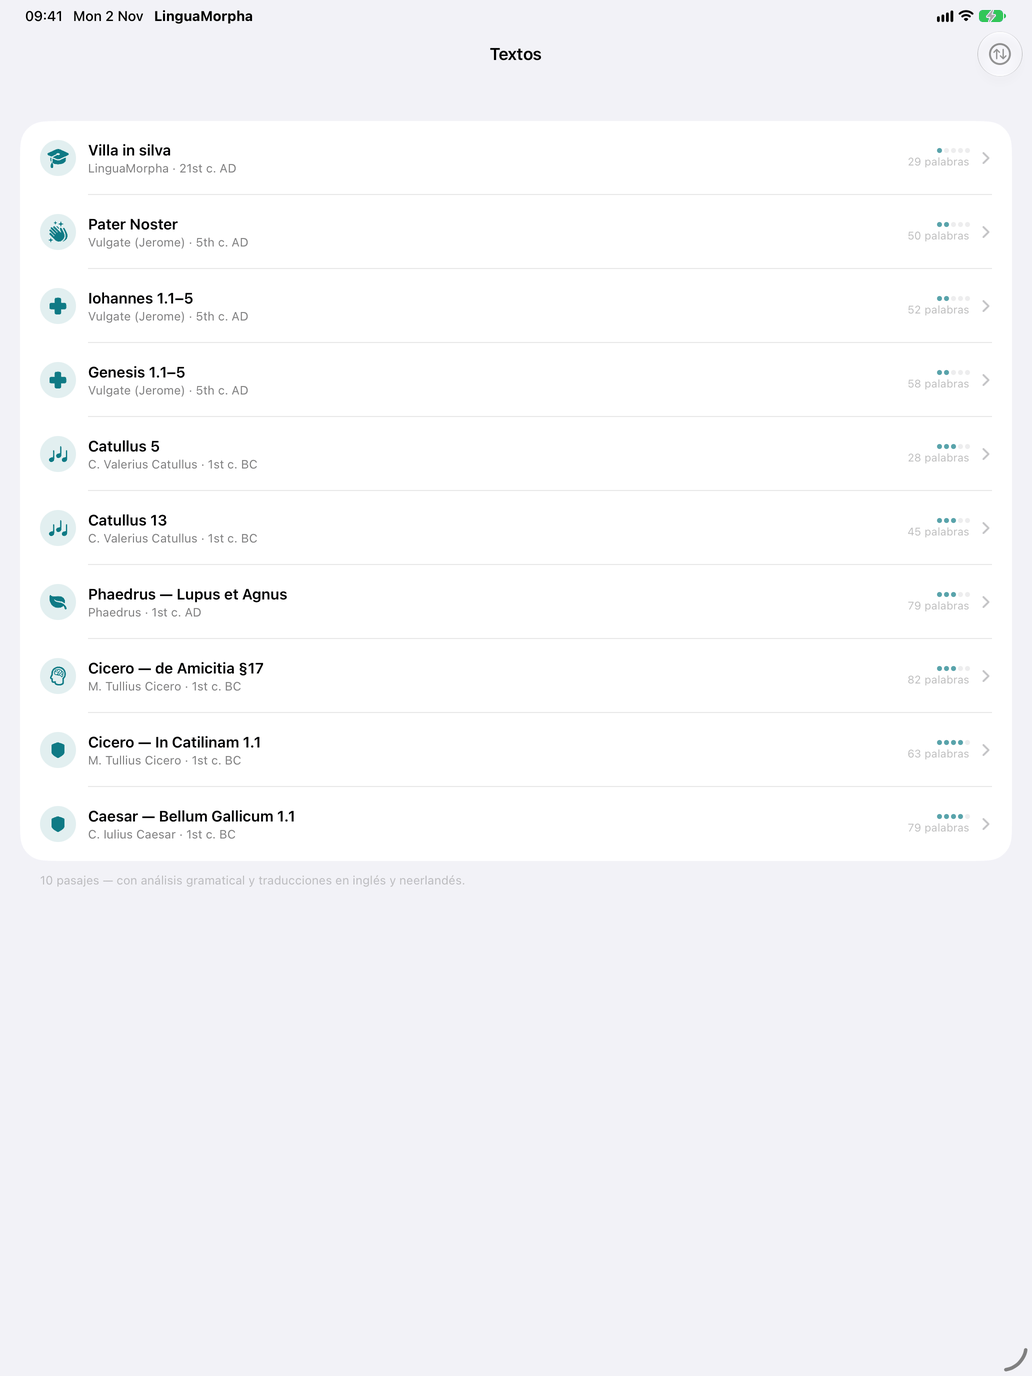 09:41 Mon 2 Nov LinguaMorpha
Textos
Villa in silva
LinguaMorpha · 21st c. AD
29 palabras
Pater Noster
Vulgate (Jerome) · 5th c. AD
50 palabras
Iohannes 1.1–5
Vulgate (Jerome) · 5th c. AD
52 palabras
Genesis 1.1–5
Vulgate (Jerome) · 5th c. AD
58 palabras
Catullus 5
C. Valerius Catullus · 1st c. BC
28 palabras
Catullus 13
C. Valerius Catullus · 1st c. BC
45 palabras
Phaedrus — Lupus et Agnus
Phaedrus · 1st c. AD
79 palabras
Cicero — de Amicitia §17
M. Tullius Cicero · 1st c. BC
82 palabras
Cicero — In Catilinam 1.1
M. Tullius Cicero · 1st c. BC
63 palabras
Caesar — Bellum Gallicum 1.1
C. Iulius Caesar · 1st c. BC
79 palabras
10 pasajes — con análisis gramatical y traducciones en inglés y neerlandés.